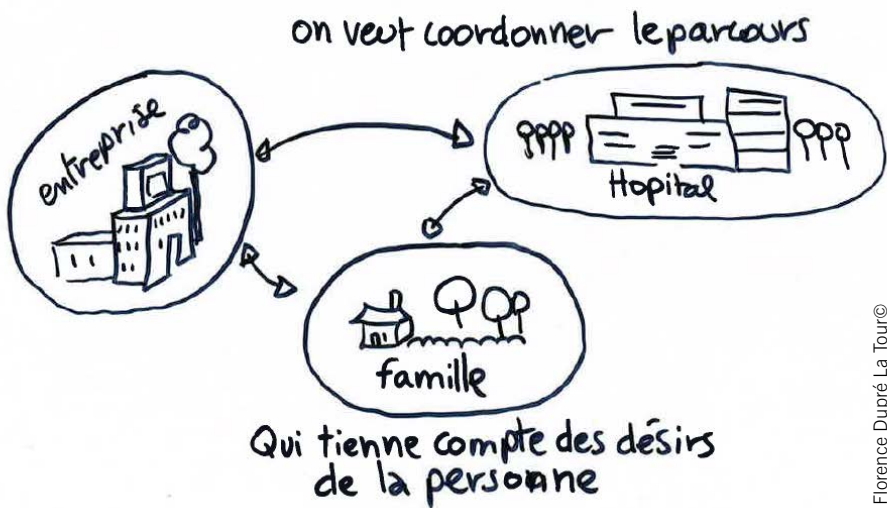 on veut coordonner le parcours
entreprise
Hopital
famille
Qui tienne compte des désirs
de la personne
Florence Dupré La Tour©